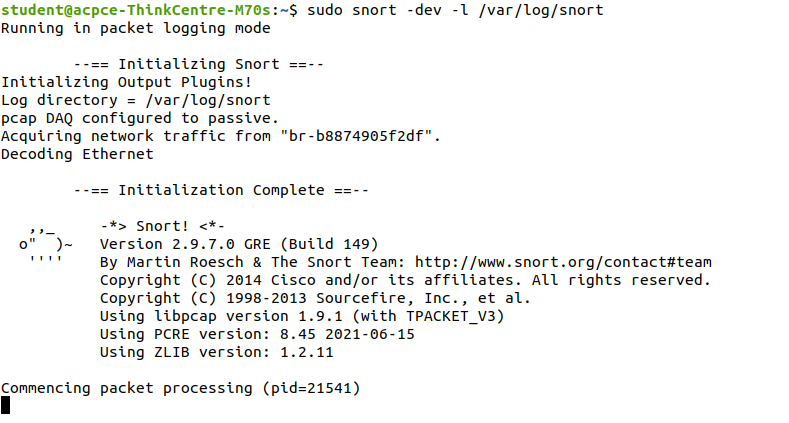 student@acpce-ThinkCentre-M70s:~$ sudo snort -dev -l /var/log/snort
Running in packet logging mode

        --== Initializing Snort ==--
Initializing Output Plugins!
Log directory = /var/log/snort
pcap DAQ configured to passive.
Acquiring network traffic from "br-b8874905f2df".
Decoding Ethernet

        --== Initialization Complete ==--

   ,,_     -*> Snort! <*-
  o"  )~   Version 2.9.7.0 GRE (Build 149)
   ''''    By Martin Roesch & The Snort Team: http://www.snort.org/contact#team
           Copyright (C) 2014 Cisco and/or its affiliates. All rights reserved.
           Copyright (C) 1998-2013 Sourcefire, Inc., et al.
           Using libpcap version 1.9.1 (with TPACKET_V3)
           Using PCRE version: 8.45 2021-06-15
           Using ZLIB version: 1.2.11

Commencing packet processing (pid=21541)